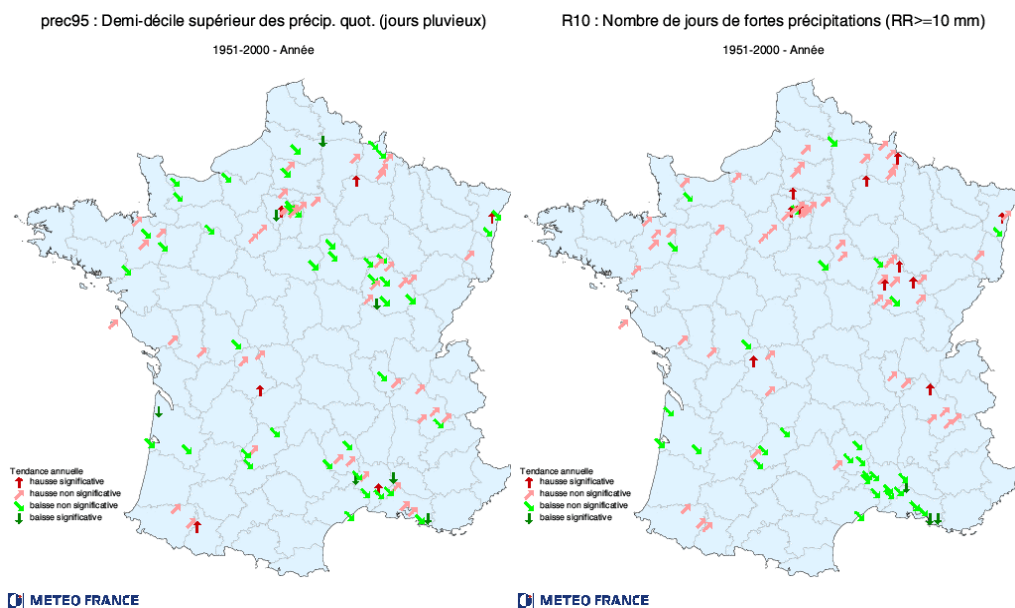 prec95 : Demi-décile supérieur des précip. quot. (jours pluvieux)
1951-2000 - Année
Tendance annuelle
hausse significative
hausse non significative
baisse non significative
baisse significative
METEO FRANCE
R10 : Nombre de jours de fortes précipitations (RR>=10 mm)
1951-2000 - Année
Tendance annuelle
hausse significative
hausse non significative
baisse non significative
baisse significative
METEO FRANCE